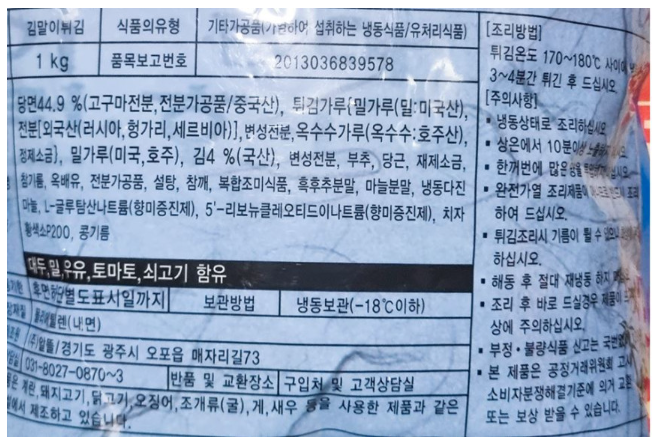 김말이튀김
식품의유형
기타가공품(가열하여 섭취하는 냉동식품/유처리식품)
1 kg
품목보고번호
2013036839578
당면44.9 %(고구마전분,전분가공품/중국산), 튀김가루(밀가루(밀:미국산),
전분[외국산(러시아,헝가리,세르비아)],변성전분,옥수수가루(옥수수:호주산),
정제소금], 밀가루(미국,호주), 김4 %(국산), 변성전분, 부추, 당근, 재제소금,
참기름, 옥배유, 전분가공품, 설탕, 참깨, 복합조미식품, 흑후추분말, 마늘분말, 냉동다진
마늘, L-글루탐산나트륨(향미증진제), 5'-리보뉴클레오티드이나트륨(향미증진제), 치자
황색소P200, 콩기름
대두,밀,우유,토마토,쇠고기 함유
후면하단별도표시일까지
보관방법
냉동보관(-18℃이하)
폴리에틸렌(내면)
(주)알뜰/경기도 광주시 오포읍 매자리길73
031-8027-0870~3
반품 및 교환장소
구입처 및 고객상담실
계란,돼지고기,닭고기,오징어,조개류(굴),게,새우 등을 사용한 제품과 같은
제조하고 있습니다.
[조리방법]
튀김온도 170~180℃ 사이에
3~4분간 튀긴 후 드십시오.
[주의사항]
▪ 냉동상태로 조리하십시오
▪ 상온에서 10분이상
▪ 한꺼번에 많은
▪ 완전가열 조리제품이
하여 드십시오.
▪ 튀김조리시 기름이 튈 수 있으니
하십시오.
▪ 해동 후 절대 재냉동 하지
▪ 조리 후 바로 드실경우 제품이
상에 주의하십시오.
▪ 부정·불량식품 신고는 국번없이
▪ 본 제품은 공정거래위원회 고시
소비자분쟁해결기준에 의거 교환
또는 보상 받을 수 있습니다.